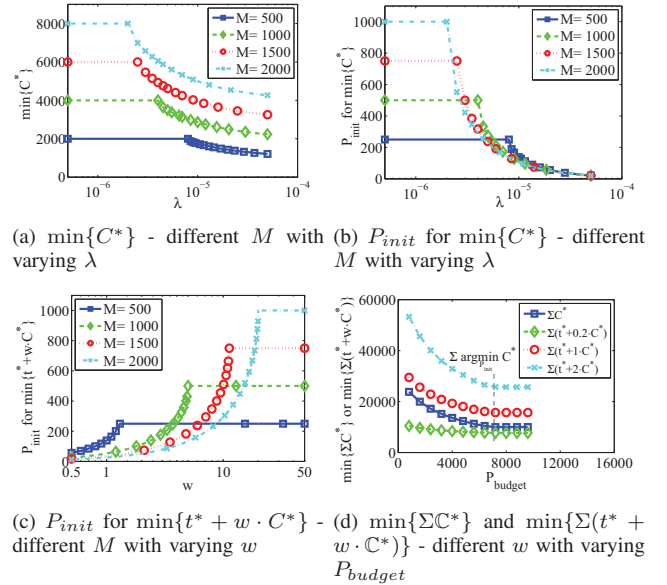 8000
6000
4000
2000
0
min{C*}
M= 500
M= 1000
M= 1500
M= 2000
10⁻⁶
10⁻⁵
10⁻⁴
λ
1000
800
600
400
200
0
P_init for min{C*}
M= 500
M= 1000
M= 1500
M= 2000
10⁻⁶
10⁻⁵
10⁻⁴
λ
(a) min{C*} - different M with varying λ
(b) P_init for min{C*} - different M with varying λ
1000
800
600
400
200
0
P_init for min{t*+w·C*}
M= 500
M= 1000
M= 1500
M= 2000
0.5
1
10
50
w
60000
40000
20000
0
min{ΣC*} or min{Σ(t*+w·C*)}
ΣC*
Σ(t*+0.2·C*)
Σ(t*+1·C*)
Σ(t*+2·C*)
Σ argmin C*
P_init
0
4000
8000
12000
16000
P_budget
(c) P_init for min{t* + w · C*} - different M with varying w
(d) min{Σℂ*} and min{Σ(t* + w · ℂ*)} - different w with varying P_budget